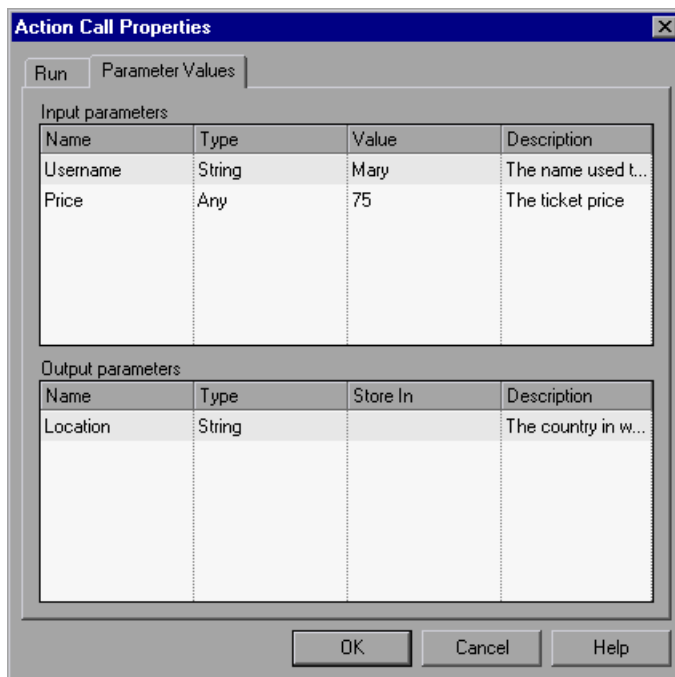 Action Call Properties
Run Parameter Values
Input parameters
Name Type Value Description
Username String Mary The name used t...
Price Any 75 The ticket price
Output parameters
Name Type Store In Description
Location String The country in w...
OK Cancel Help